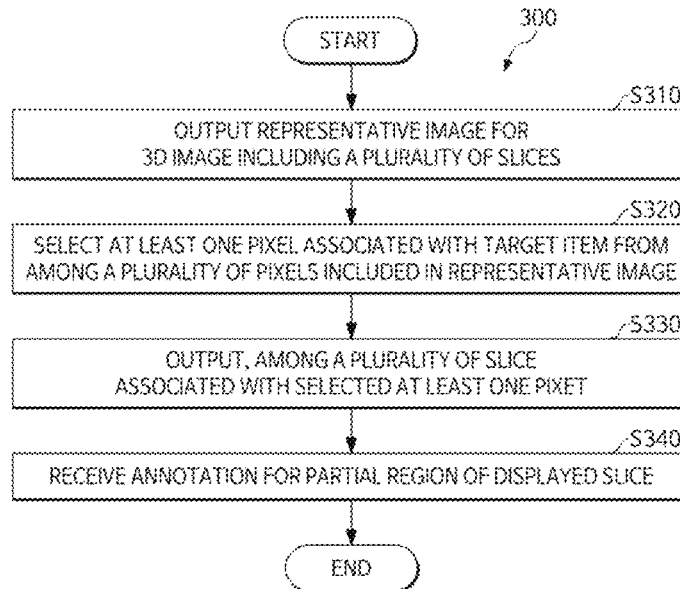 START
300
S310
OUTPUT REPRESENTATIVE IMAGE FOR
3D IMAGE INCLUDING A PLURALITY OF SLICES
S320
SELECT AT LEAST ONE PIXEL ASSOCIATED WITH TARGET ITEM FROM
AMONG A PLURALITY OF PIXELS INCLUDED IN REPRESENTATIVE IMAGE
S330
OUTPUT, AMONG A PLURALITY OF SLICE
ASSOCIATED WITH SELECTED AT LEAST ONE PIXET
S340
RECEIVE ANNOTATION FOR PARTIAL REGION OF DISPLAYED SLICE
END